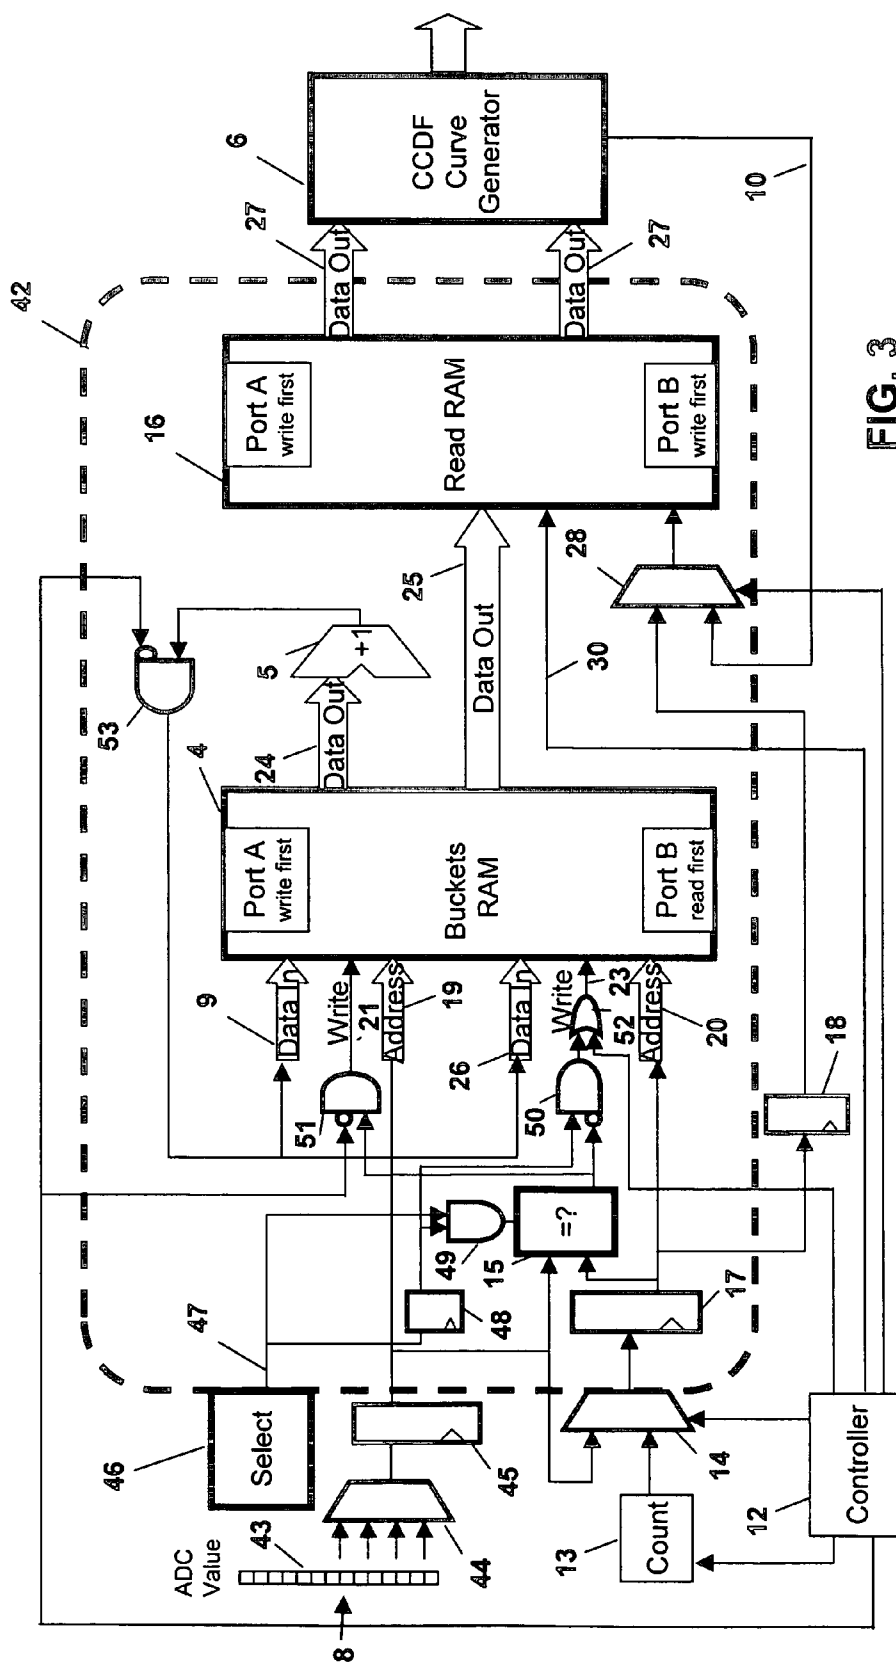 42
16
27
6
CCDF
Curve
Generator
Data Out
Data Out
27
10
Port A
write first
Read RAM
Port B
write first
25
Data Out
30
28
53
5
+1
24
Data Out
4
Port A
write first
Buckets
RAM
Port B
read first
9
Data In
Write
21
Address
19
26
Data In
Write
23
52
Address
20
51
50
18
47
49
15
=?
48
17
46
Select
45
14
12
Controller
ADC
Value
43
44
13
Count
8
FIG. 3